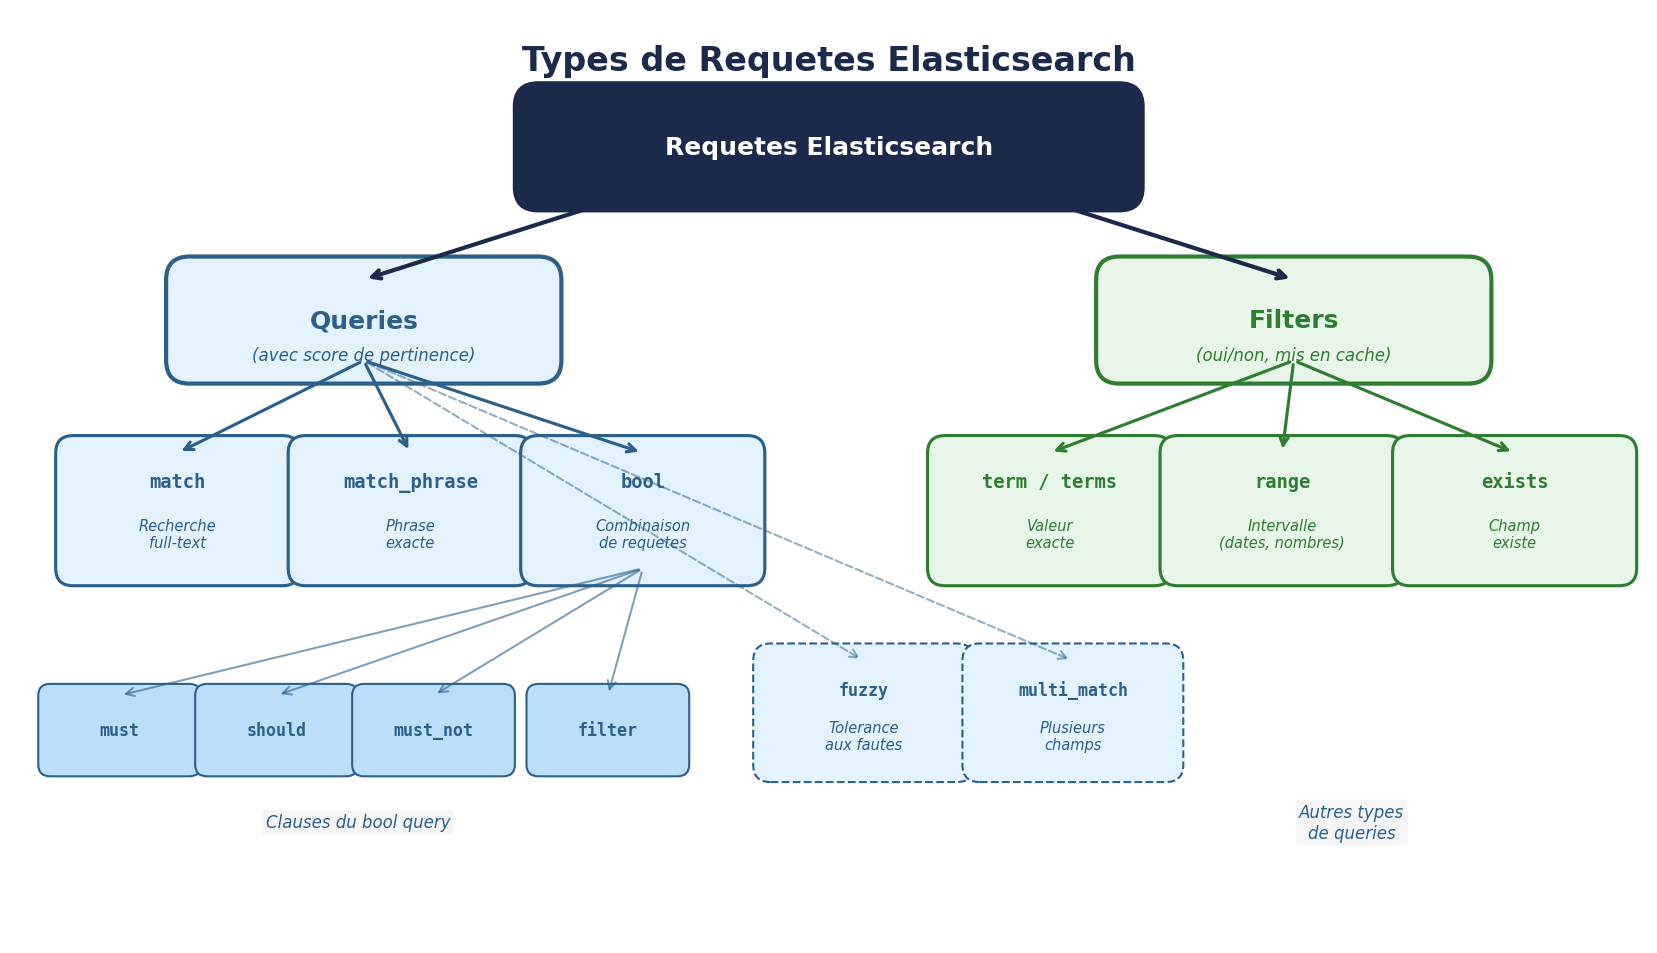 Types de Requetes Elasticsearch
Requetes Elasticsearch
Queries
(avec score de pertinence)
Filters
(oui/non, mis en cache)
match
Recherche
full-text
match_phrase
Phrase
exacte
bool
Combinaison
de requetes
term / terms
Valeur
exacte
range
Intervalle
(dates, nombres)
exists
Champ
existe
must
should
must_not
filter
fuzzy
Tolerance
aux fautes
multi_match
Plusieurs
champs
Clauses du bool query
Autres types
de queries